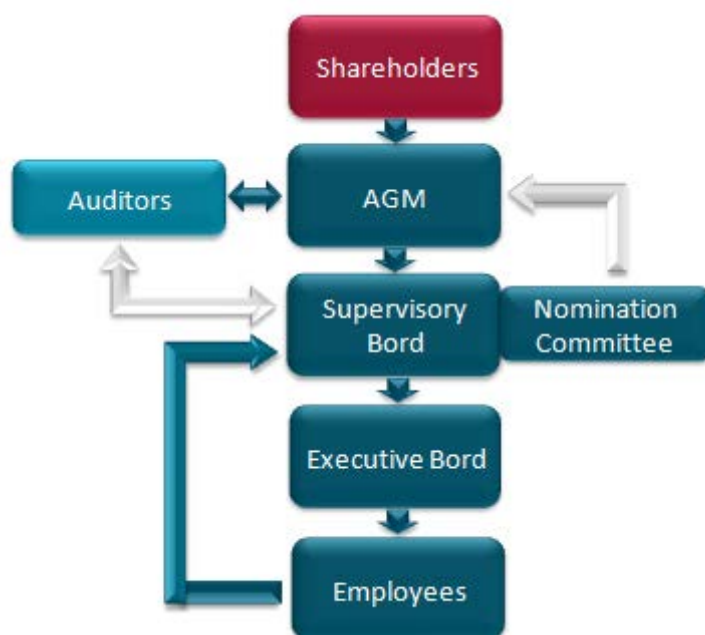 Shareholders
Auditors
AGM
Supervisory
Bord
Nomination
Committee
Executive Bord
Employees